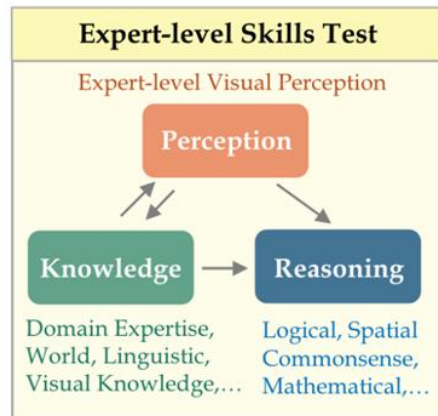 Expert-level Skills Test
Expert-level Visual Perception
Perception
Knowledge
Reasoning
Domain Expertise,
World, Linguistic,
Visual Knowledge,...
Logical, Spatial
Commonsense,
Mathematical,...